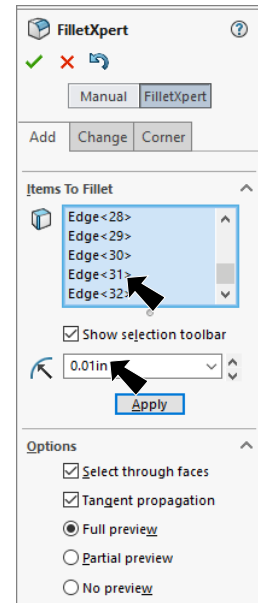 FilletXpert
Manual FilletXpert
Add Change Corner
Items To Fillet
Edge<28>
Edge<29>
Edge<30>
Edge<31>
Edge<32>
Show selection toolbar
0.01in
Apply
Options
Select through faces
Tangent propagation
Full preview
Partial preview
No preview